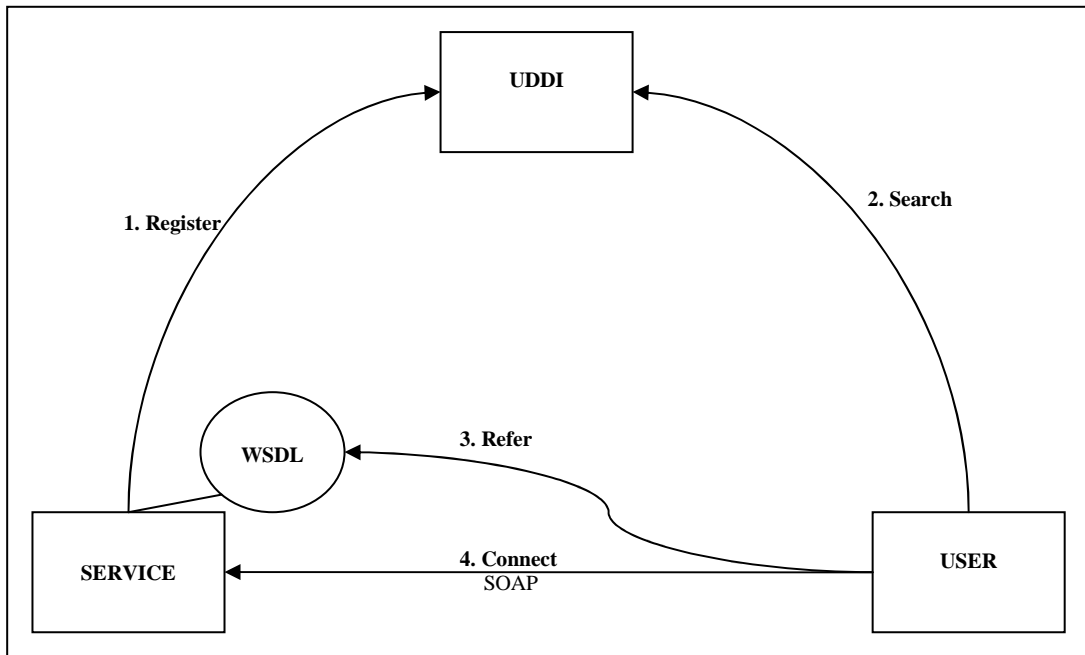 UDDI
1. Register
2. Search
WSDL
3. Refer
SERVICE
4. Connect
SOAP
USER